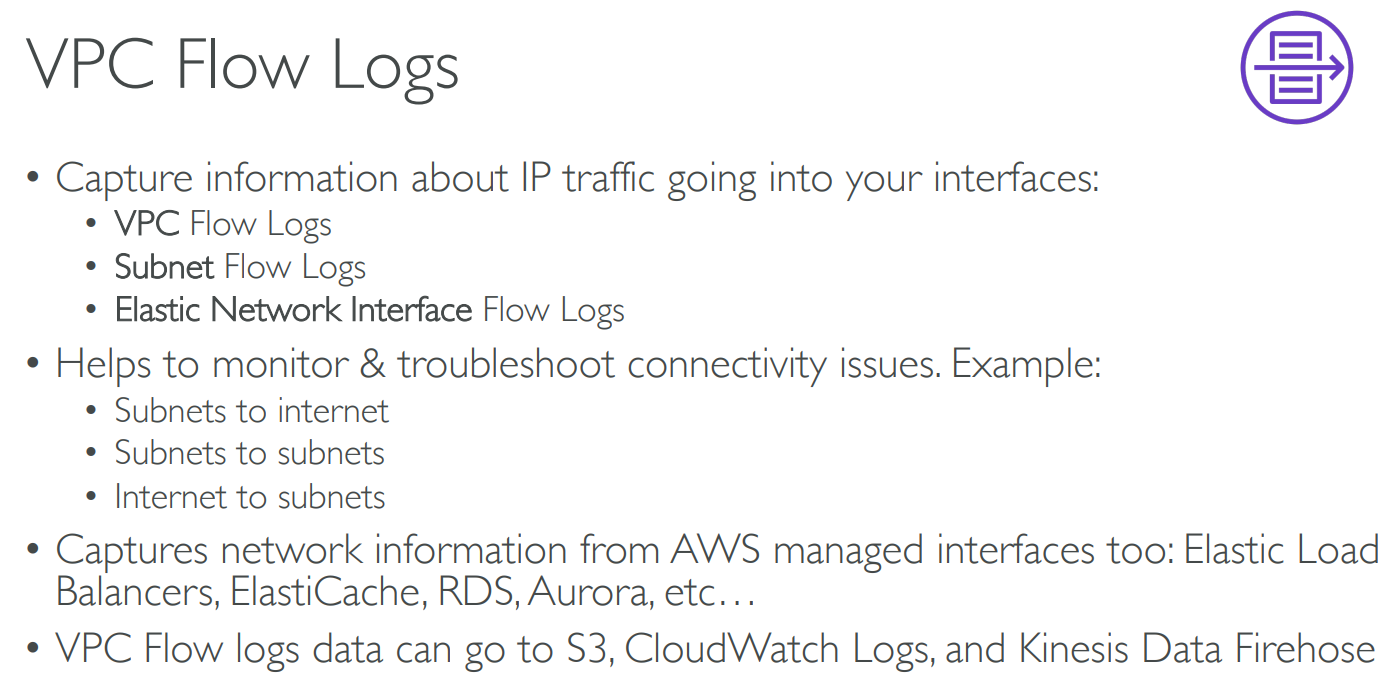 VPC Flow Logs
• Capture information about IP traffic going into your interfaces:
• VPC Flow Logs
• Subnet Flow Logs
• Elastic Network Interface Flow Logs
• Helps to monitor & troubleshoot connectivity issues. Example:
• Subnets to internet
• Subnets to subnets
• Internet to subnets
• Captures network information from AWS managed interfaces too: Elastic Load
Balancers, ElastiCache, RDS, Aurora, etc…
• VPC Flow logs data can go to S3, CloudWatch Logs, and Kinesis Data Firehose